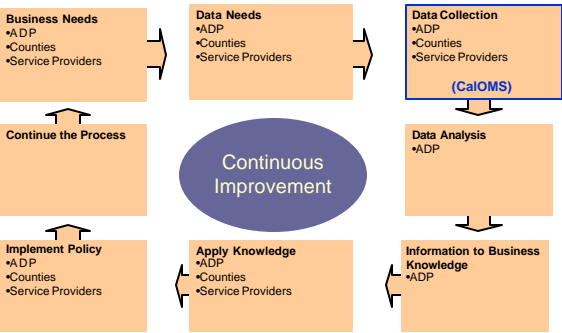 Business Needs
•ADP
•Counties
•Service Providers
Data Needs
•ADP
•Counties
•Service Providers
Data Collection
•ADP
•Counties
•Service Providers
(CalOMS)
Continue the Process
Continuous
Improvement
Data Analysis
•ADP
Implement Policy
•ADP
•Counties
•Service Providers
Apply Knowledge
•ADP
•Counties
•Service Providers
Information to Business
Knowledge
•ADP